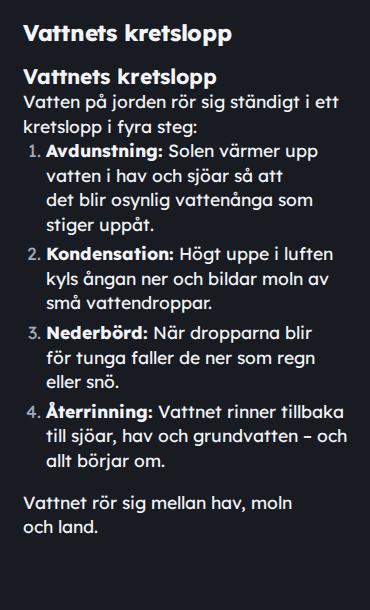 Vattnets kretslopp
Vattnets kretslopp
Vatten på jorden rör sig ständigt i ett
kretslopp i fyra steg:
1. Avdunstning: Solen värmer upp
vatten i hav och sjöar så att
det blir osynlig vattenånga som
stiger uppåt.
2. Kondensation: Högt uppe i luften
kyls ångan ner och bildar moln av
små vattendroppar.
3. Nederbörd: När dropparna blir
för tunga faller de ner som regn
eller snö.
4. Återrinning: Vattnet rinner tillbaka
till sjöar, hav och grundvatten – och
allt börjar om.
Vattnet rör sig mellan hav, moln
och land.